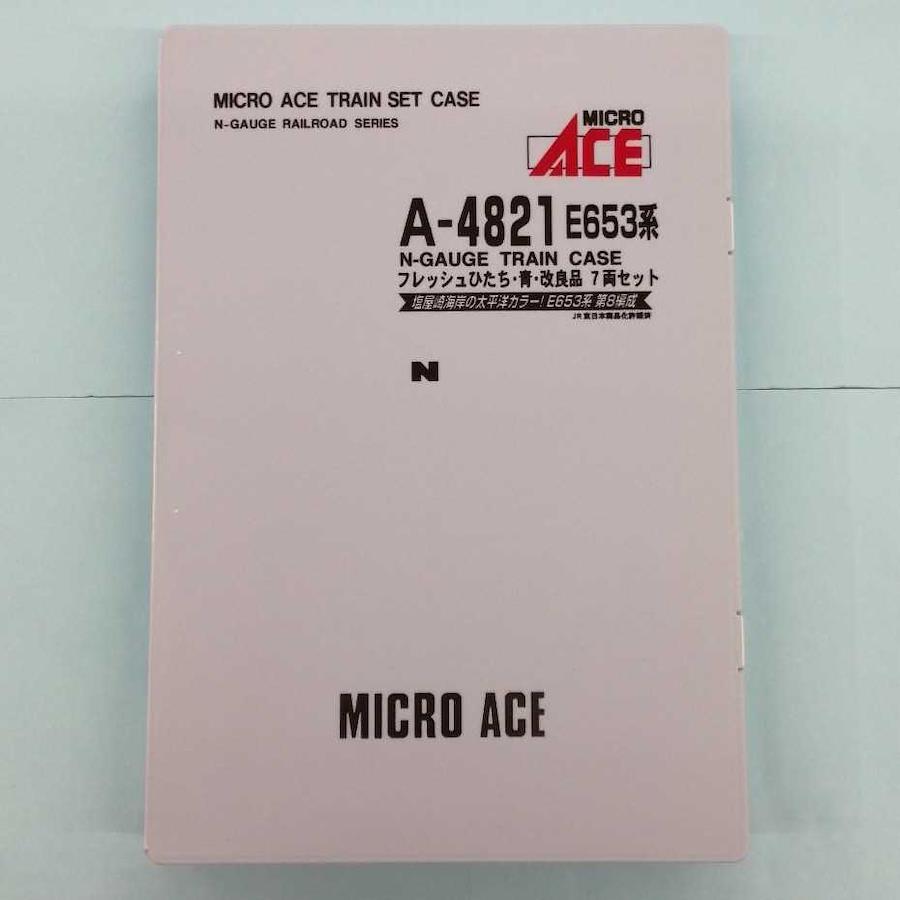 MICRO ACE TRAIN SET CASE
N-GAUGE RAILROAD SERIES
MICRO
ACE
A-4821 E653系
N-GAUGE TRAIN CASE
フレッシュひたち・青・改良品 7両セット
塩屋崎海岸の太平洋カラー! E653系 第8編成
JR東日本商品化許諾済
N
MICRO ACE